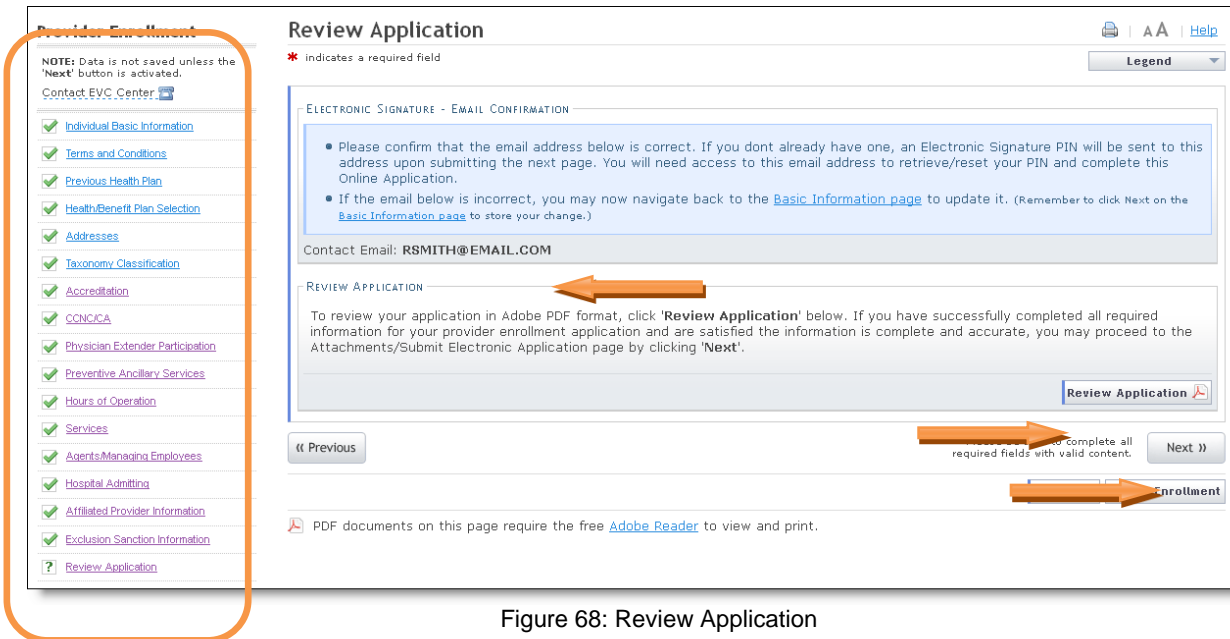 Provider Enrollment
NOTE: Data is not saved unless the
'Next' button is activated.
Contact EVC Center
Individual Basic Information
Terms and Conditions
Previous Health Plan
Health/Benefit Plan Selection
Addresses
Taxonomy Classification
Accreditation
CCNC/CA
Physician Extender Participation
Preventive Ancillary Services
Hours of Operation
Services
Agents/Managing Employees
Hospital Admitting
Affiliated Provider Information
Exclusion Sanction Information
? Review Application
Review Application
A A | Help
* indicates a required field
Legend
ELECTRONIC SIGNATURE - EMAIL CONFIRMATION
• Please confirm that the email address below is correct. If you dont already have one, an Electronic Signature PIN will be sent to this
address upon submitting the next page. You will need access to this email address to retrieve/reset your PIN and complete this
Online Application.
• If the email below is incorrect, you may now navigate back to the Basic Information page to update it. (Remember to click Next on the
Basic Information page to store your change.)
Contact Email: RSMITH@EMAIL.COM
REVIEW APPLICATION
To review your application in Adobe PDF format, click 'Review Application' below. If you have successfully completed all required
information for your provider enrollment application and are satisfied the information is complete and accurate, you may proceed to the
Attachments/Submit Electronic Application page by clicking 'Next'.
Review Application
« Previous
to complete all
required fields with valid content.
Next »
Enrollment
PDF documents on this page require the free Adobe Reader to view and print.
Figure 68: Review Application